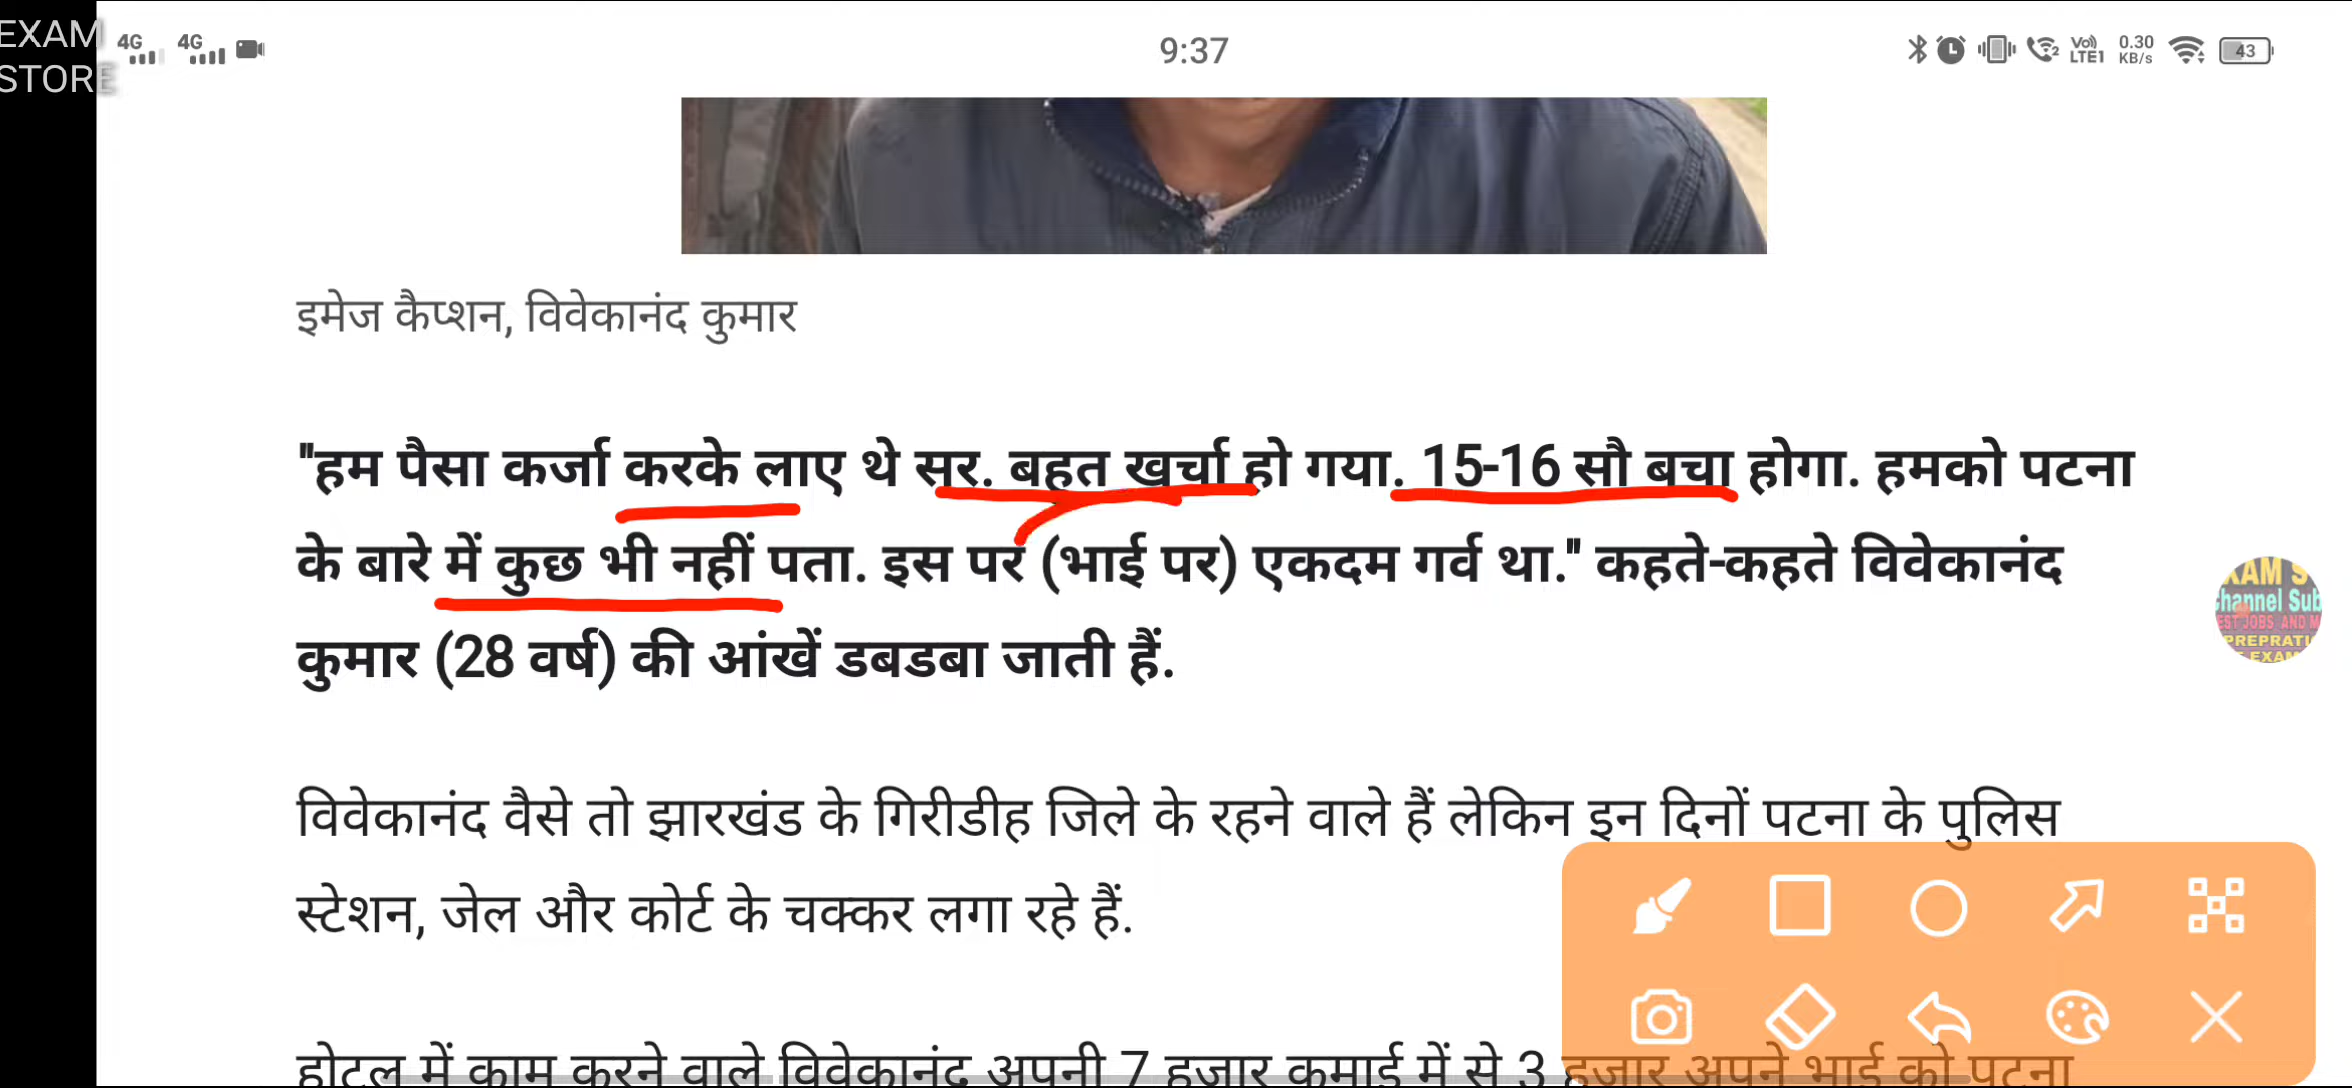 EXAM
STORE
4G 4G 9:37 Vo) LTE1 0.30 KB/s 43
इमेज कैप्शन, विवेकानंद कुमार
"हम पैसा कर्जा करके लाए थे सर. बहुत खर्चा हो गया. 15-16 सौ बचा होगा. हमको पटना
के बारे में कुछ भी नहीं पता. इस पर (भाई पर) एकदम गर्व था." कहते-कहते विवेकानंद
कुमार (28 वर्ष) की आंखें डबडबा जाती हैं.
विवेकानंद वैसे तो झारखंड के गिरीडीह जिले के रहने वाले हैं लेकिन इन दिनों पटना के पुलिस
स्टेशन, जेल और कोर्ट के चक्कर लगा रहे हैं.
होटल में काम करने वाले विवेकानंद अपनी 7 हजार कमाई में से 3 हजार अपने भाई को पटना